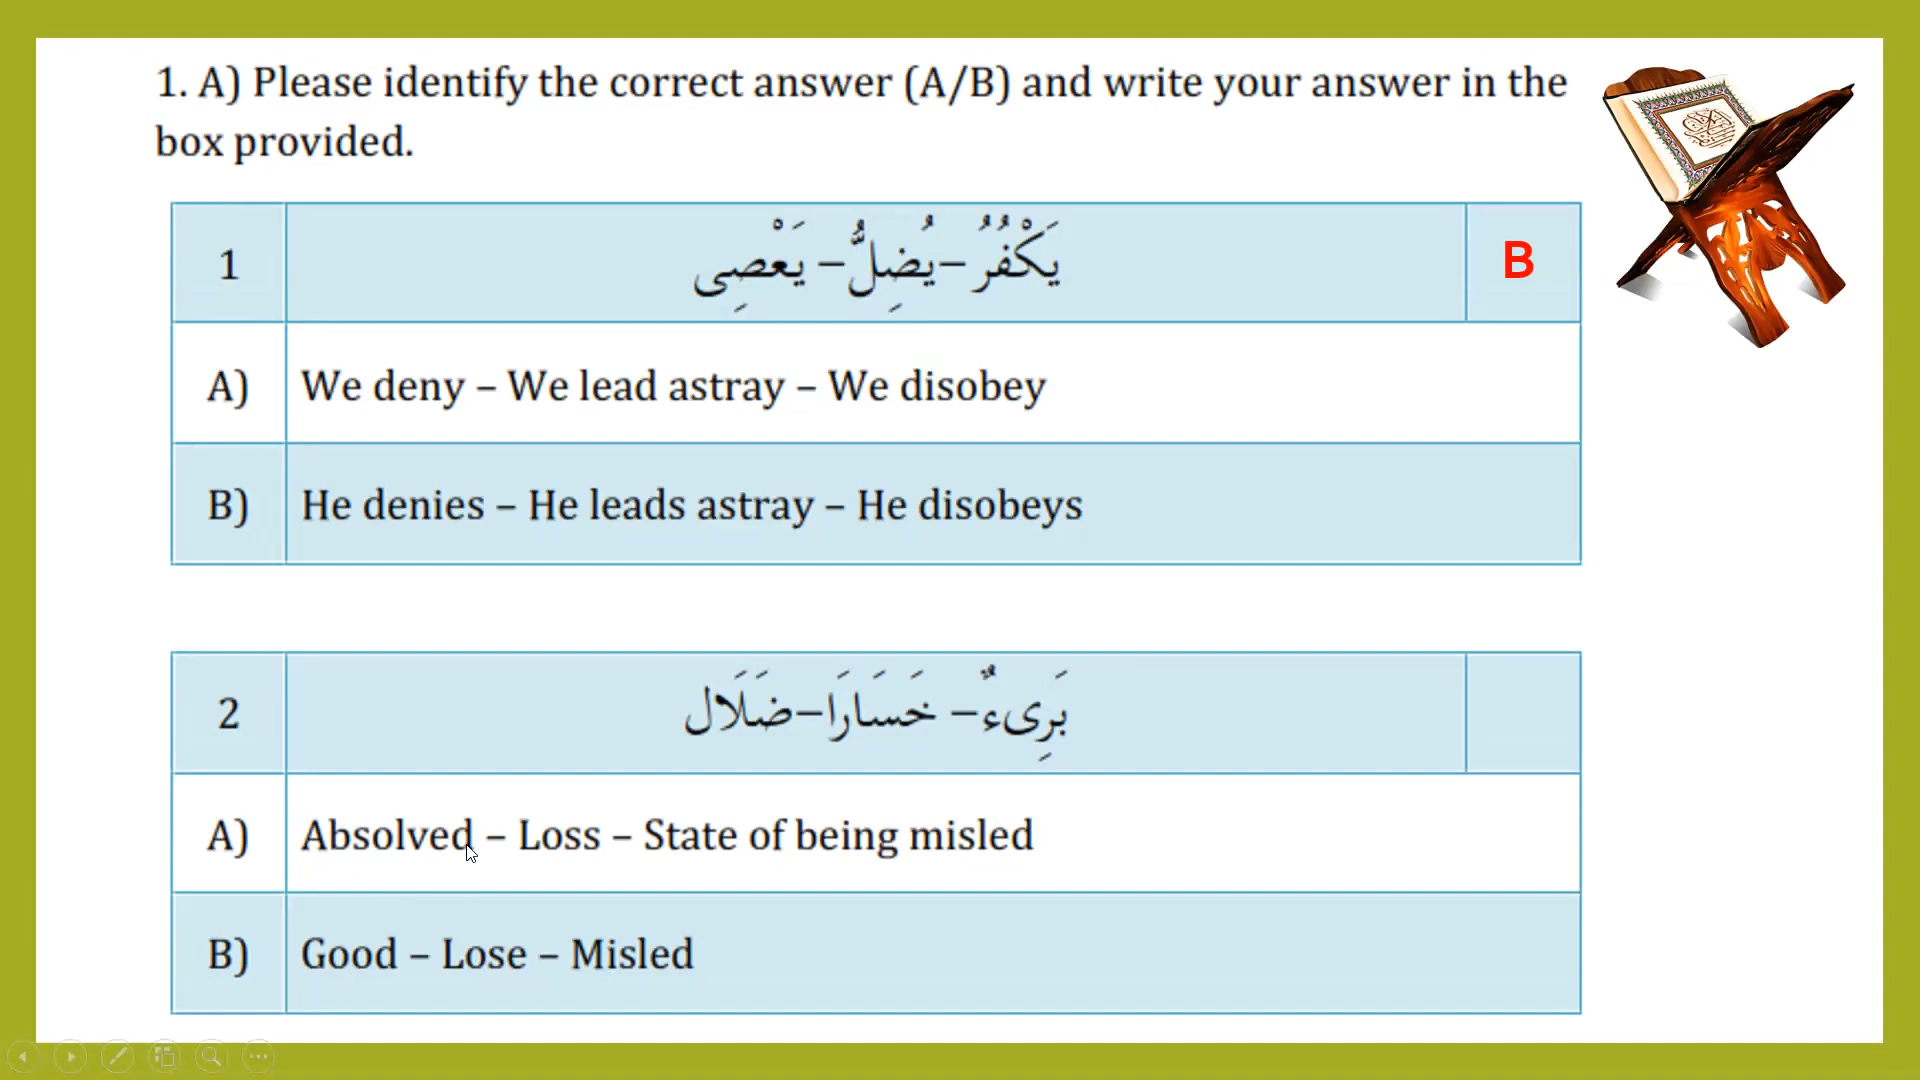 1. A) Please identify the correct answer (A/B) and write your answer in the
box provided.
1 يَكْفُرُ – يُضِلُّ – يَعْصِى B
A) We deny – We lead astray – We disobey
B) He denies – He leads astray – He disobeys
2 بَرِىءٌ – خَسَارَا – ضَلَال
A) Absolved – Loss – State of being misled
B) Good – Lose – Misled